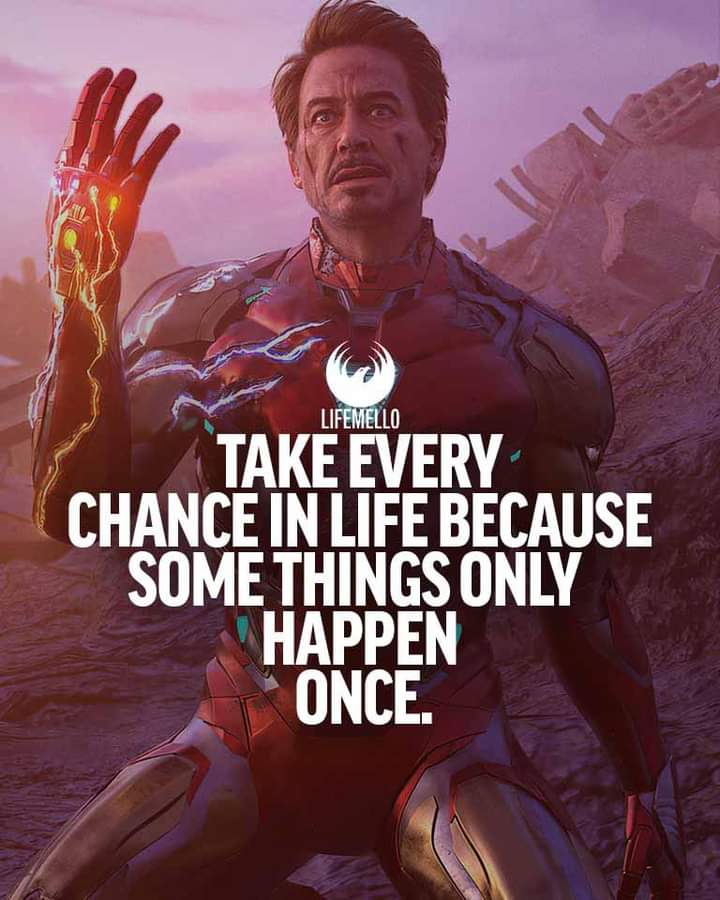 LIFEMELLO
TAKE EVERY
CHANCE IN LIFE BECAUSE
SOME THINGS ONLY
HAPPEN
ONCE.